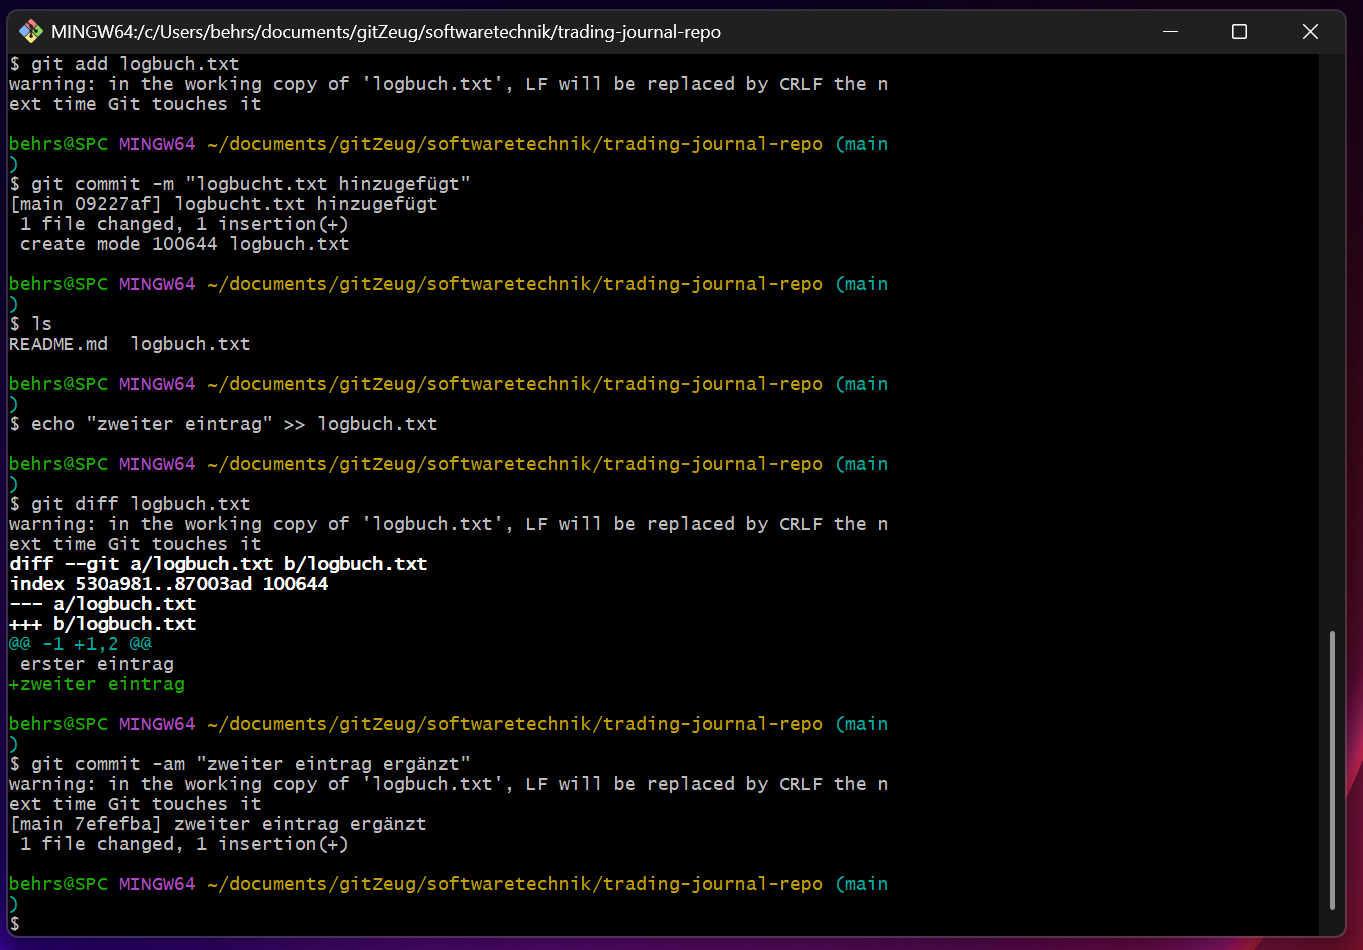 MINGW64:/c/Users/behrs/documents/gitZeug/softwaretechnik/trading-journal-repo
$ git add logbuch.txt
warning: in the working copy of 'logbuch.txt', LF will be replaced by CRLF the n
ext time Git touches it
behrs@SPC MINGW64 ~/documents/gitZeug/softwaretechnik/trading-journal-repo (main
)
$ git commit -m "logbucht.txt hinzugefügt"
[main 09227af] logbucht.txt hinzugefügt
 1 file changed, 1 insertion(+)
 create mode 100644 logbuch.txt
behrs@SPC MINGW64 ~/documents/gitZeug/softwaretechnik/trading-journal-repo (main
)
$ ls
README.md  logbuch.txt
behrs@SPC MINGW64 ~/documents/gitZeug/softwaretechnik/trading-journal-repo (main
)
$ echo "zweiter eintrag" >> logbuch.txt
behrs@SPC MINGW64 ~/documents/gitZeug/softwaretechnik/trading-journal-repo (main
)
$ git diff logbuch.txt
warning: in the working copy of 'logbuch.txt', LF will be replaced by CRLF the n
ext time Git touches it
diff --git a/logbuch.txt b/logbuch.txt
index 530a981..87003ad 100644
--- a/logbuch.txt
+++ b/logbuch.txt
@@ -1 +1,2 @@
 erster eintrag
+zweiter eintrag
behrs@SPC MINGW64 ~/documents/gitZeug/softwaretechnik/trading-journal-repo (main
)
$ git commit -am "zweiter eintrag ergänzt"
warning: in the working copy of 'logbuch.txt', LF will be replaced by CRLF the n
ext time Git touches it
[main 7efefba] zweiter eintrag ergänzt
 1 file changed, 1 insertion(+)
behrs@SPC MINGW64 ~/documents/gitZeug/softwaretechnik/trading-journal-repo (main
)
$